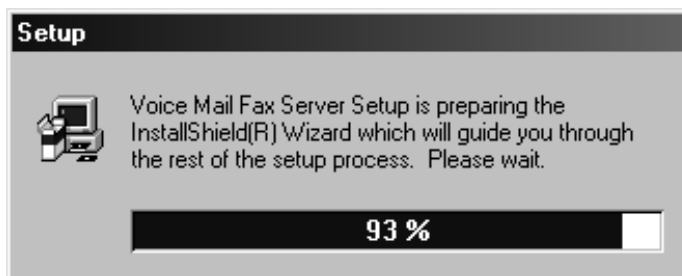 Setup
Voice Mail Fax Server Setup is preparing the
InstallShield(R) Wizard which will guide you through
the rest of the setup process.  Please wait.
93 %